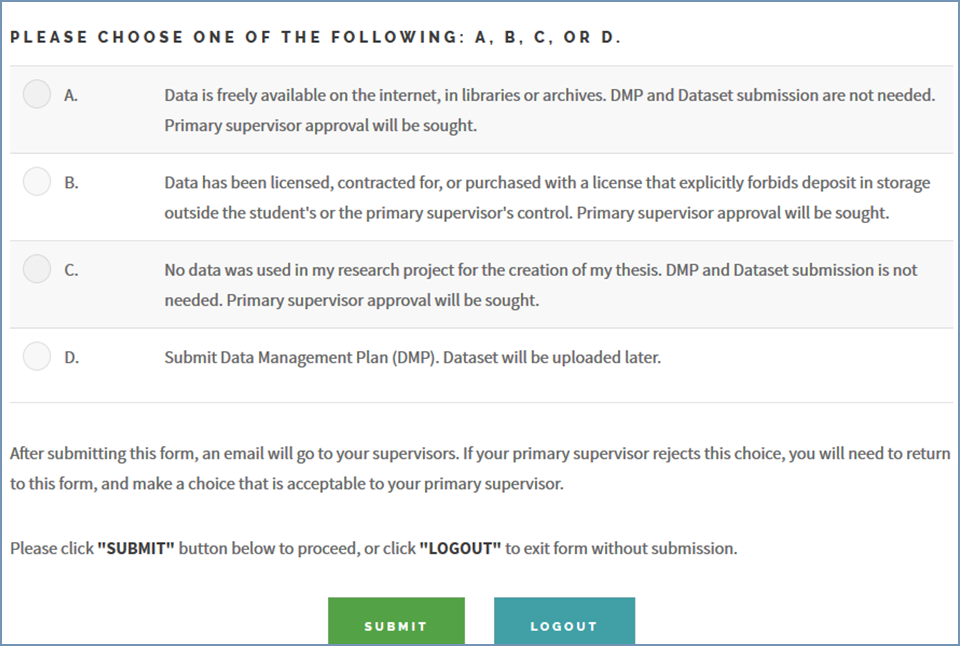 PLEASE CHOOSE ONE OF THE FOLLOWING: A, B, C, OR D.
A. Data is freely available on the internet, in libraries or archives. DMP and Dataset submission are not needed.
Primary supervisor approval will be sought.
B. Data has been licensed, contracted for, or purchased with a license that explicitly forbids deposit in storage
outside the student's or the primary supervisor's control. Primary supervisor approval will be sought.
C. No data was used in my research project for the creation of my thesis. DMP and Dataset submission is not
needed. Primary supervisor approval will be sought.
D. Submit Data Management Plan (DMP). Dataset will be uploaded later.
After submitting this form, an email will go to your supervisors. If your primary supervisor rejects this choice, you will need to return
to this form, and make a choice that is acceptable to your primary supervisor.
Please click "SUBMIT" button below to proceed, or click "LOGOUT" to exit form without submission.
SUBMIT LOGOUT